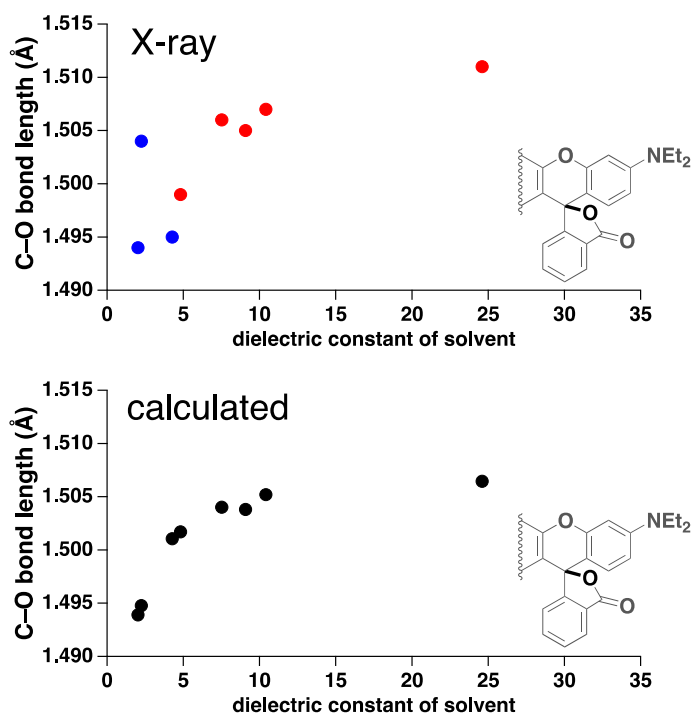 X-ray
C–O bond length (Å)
1.515
1.510
1.505
1.500
1.495
1.490
0 5 10 15 20 25 30 35
dielectric constant of solvent
O
NEt2
O
O
calculated
C–O bond length (Å)
1.515
1.510
1.505
1.500
1.495
1.490
0 5 10 15 20 25 30 35
dielectric constant of solvent
O
NEt2
O
O